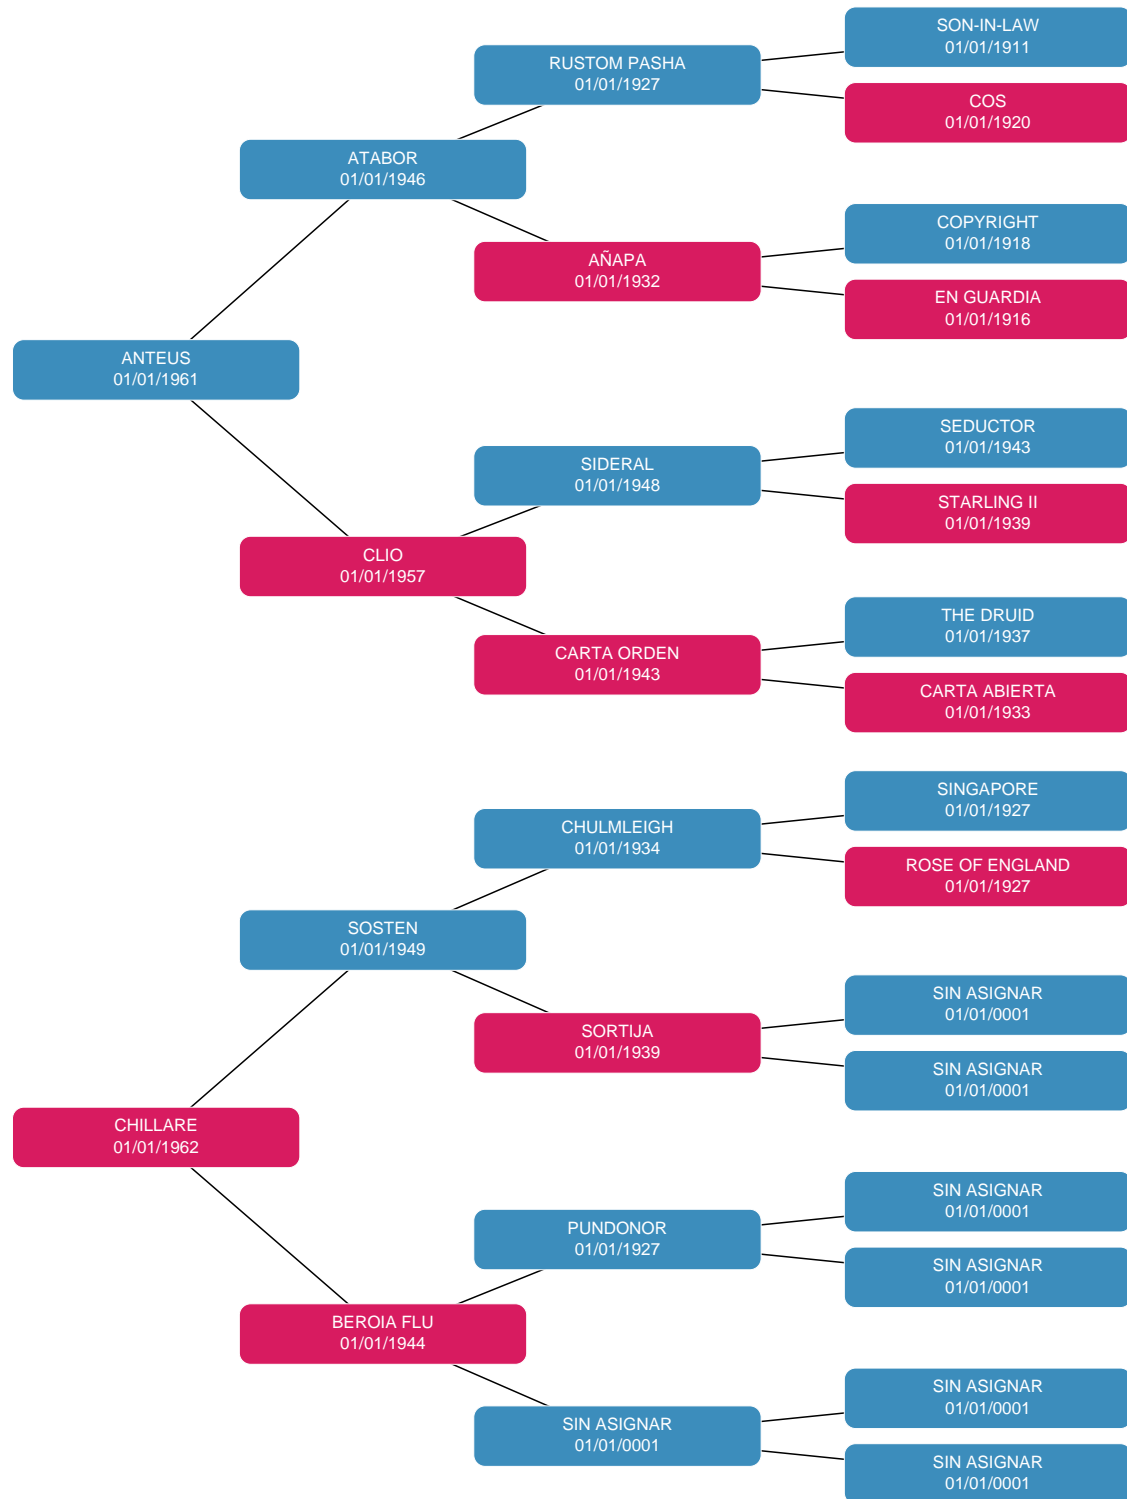 SON-IN-LAW
01/01/1911
RUSTOM PASHA
01/01/1927
COS
01/01/1920
ATABOR
01/01/1946
COPYRIGHT
01/01/1918
AÑAPA
01/01/1932
EN GUARDIA
01/01/1916
ANTEUS
01/01/1961
SEDUCTOR
01/01/1943
SIDERAL
01/01/1948
STARLING II
01/01/1939
CLIO
01/01/1957
THE DRUID
01/01/1937
CARTA ORDEN
01/01/1943
CARTA ABIERTA
01/01/1933
SINGAPORE
01/01/1927
CHULMLEIGH
01/01/1934
ROSE OF ENGLAND
01/01/1927
SOSTEN
01/01/1949
SIN ASIGNAR
01/01/0001
SORTIJA
01/01/1939
SIN ASIGNAR
01/01/0001
CHILLARE
01/01/1962
SIN ASIGNAR
01/01/0001
PUNDONOR
01/01/1927
SIN ASIGNAR
01/01/0001
BEROIA FLU
01/01/1944
SIN ASIGNAR
01/01/0001
SIN ASIGNAR
01/01/0001
SIN ASIGNAR
01/01/0001